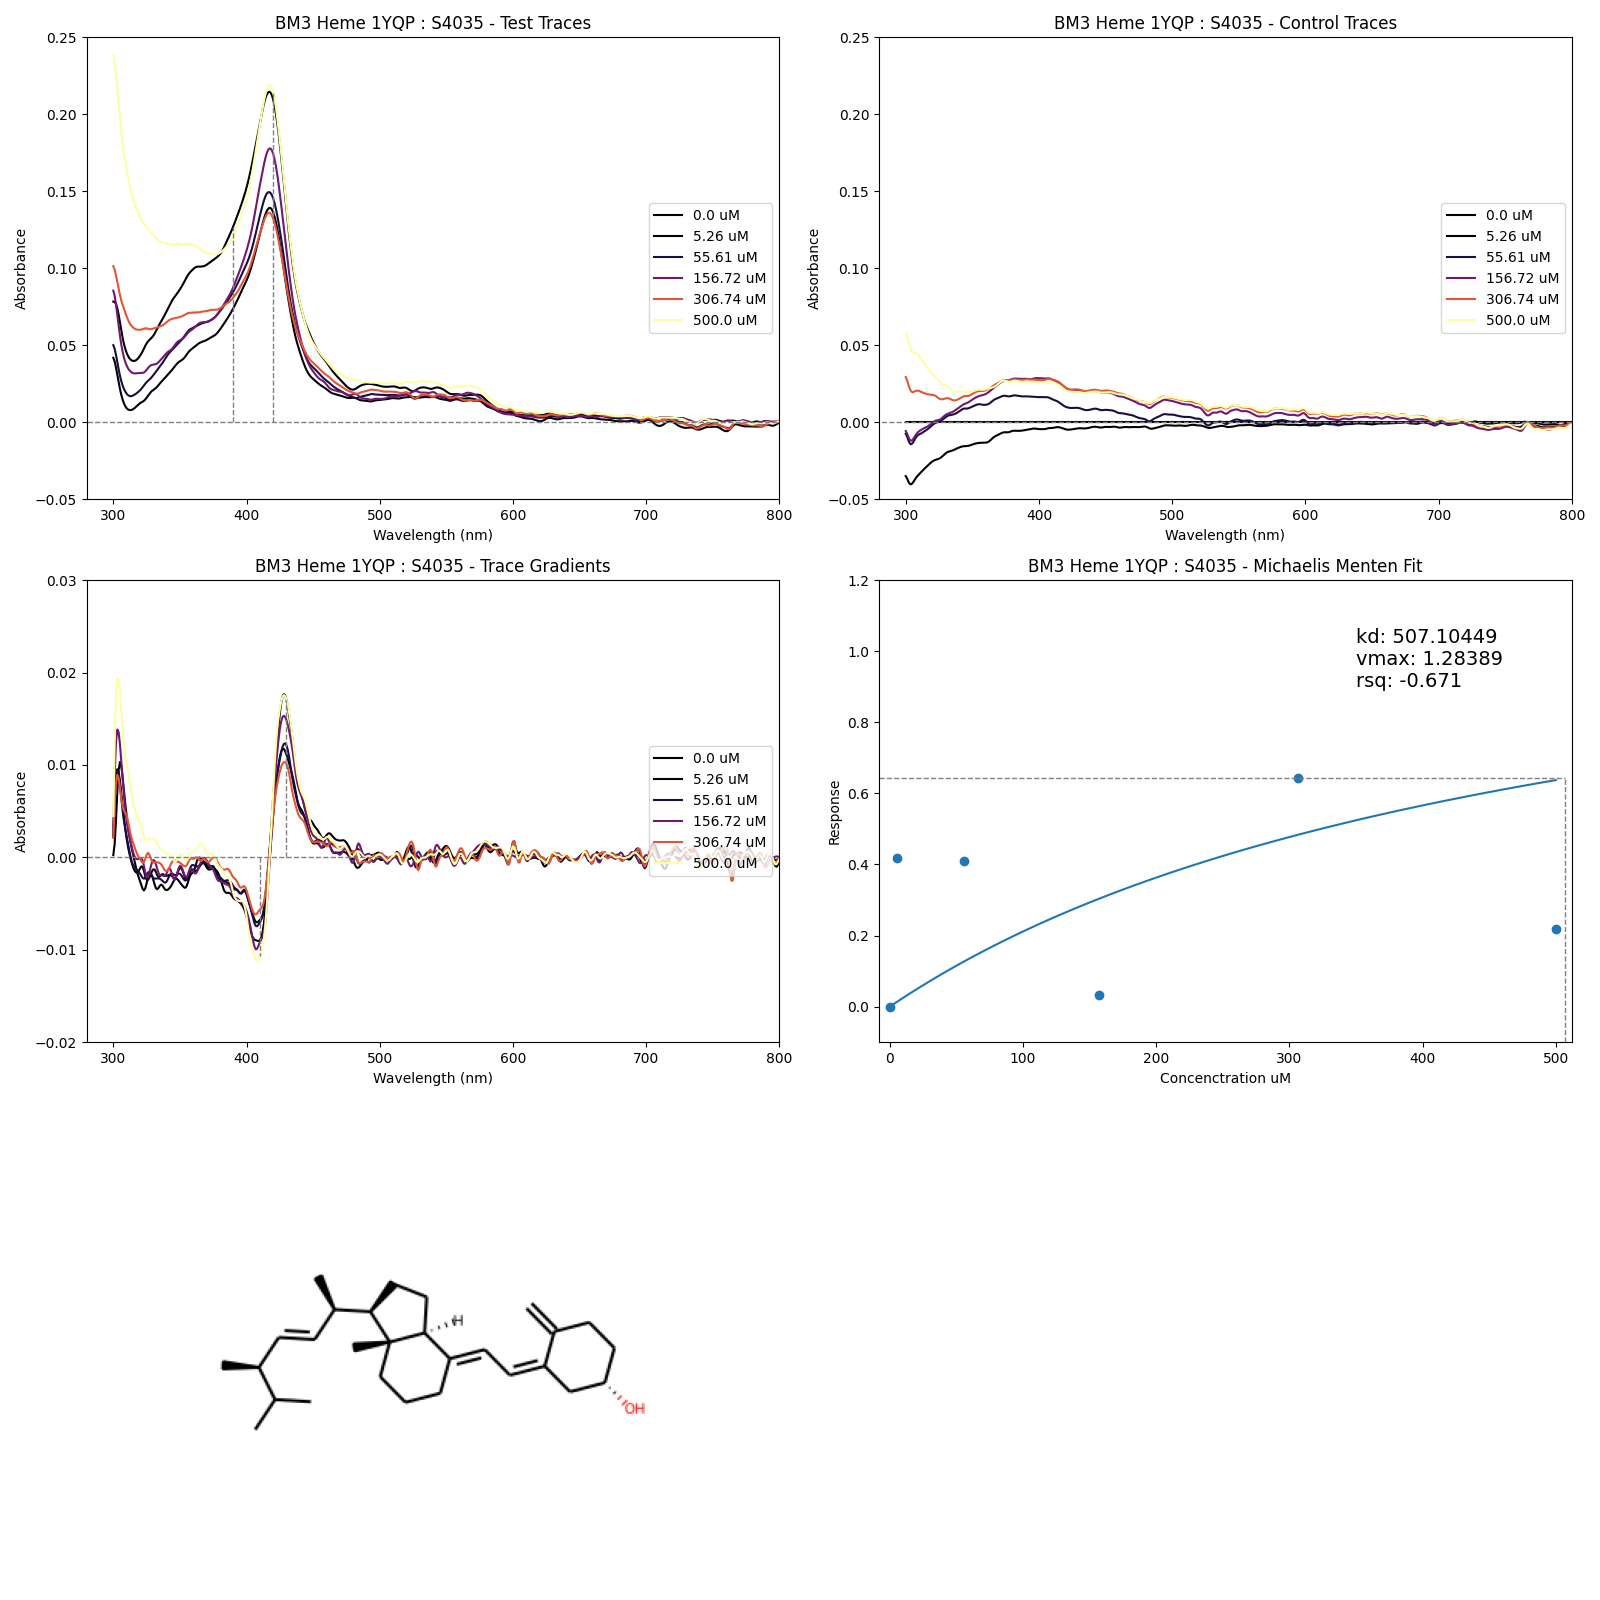 BM3 Heme 1YQP : S4035 - Test Traces
0.25
0.20
0.15
0.10
0.05
0.00
−0.05
Absorbance
300 400 500 600 700 800
Wavelength (nm)
0.0 uM
5.26 uM
55.61 uM
156.72 uM
306.74 uM
500.0 uM
BM3 Heme 1YQP : S4035 - Control Traces
0.25
0.20
0.15
0.10
0.05
0.00
−0.05
Absorbance
300 400 500 600 700 800
Wavelength (nm)
0.0 uM
5.26 uM
55.61 uM
156.72 uM
306.74 uM
500.0 uM
BM3 Heme 1YQP : S4035 - Trace Gradients
0.03
0.02
0.01
0.00
−0.01
−0.02
Absorbance
300 400 500 600 700 800
Wavelength (nm)
0.0 uM
5.26 uM
55.61 uM
156.72 uM
306.74 uM
500.0 uM
BM3 Heme 1YQP : S4035 - Michaelis Menten Fit
1.2
1.0
0.8
0.6
0.4
0.2
0.0
Response
0 100 200 300 400 500
Concenctration uM
kd: 507.10449
vmax: 1.28389
rsq: -0.671
H
OH